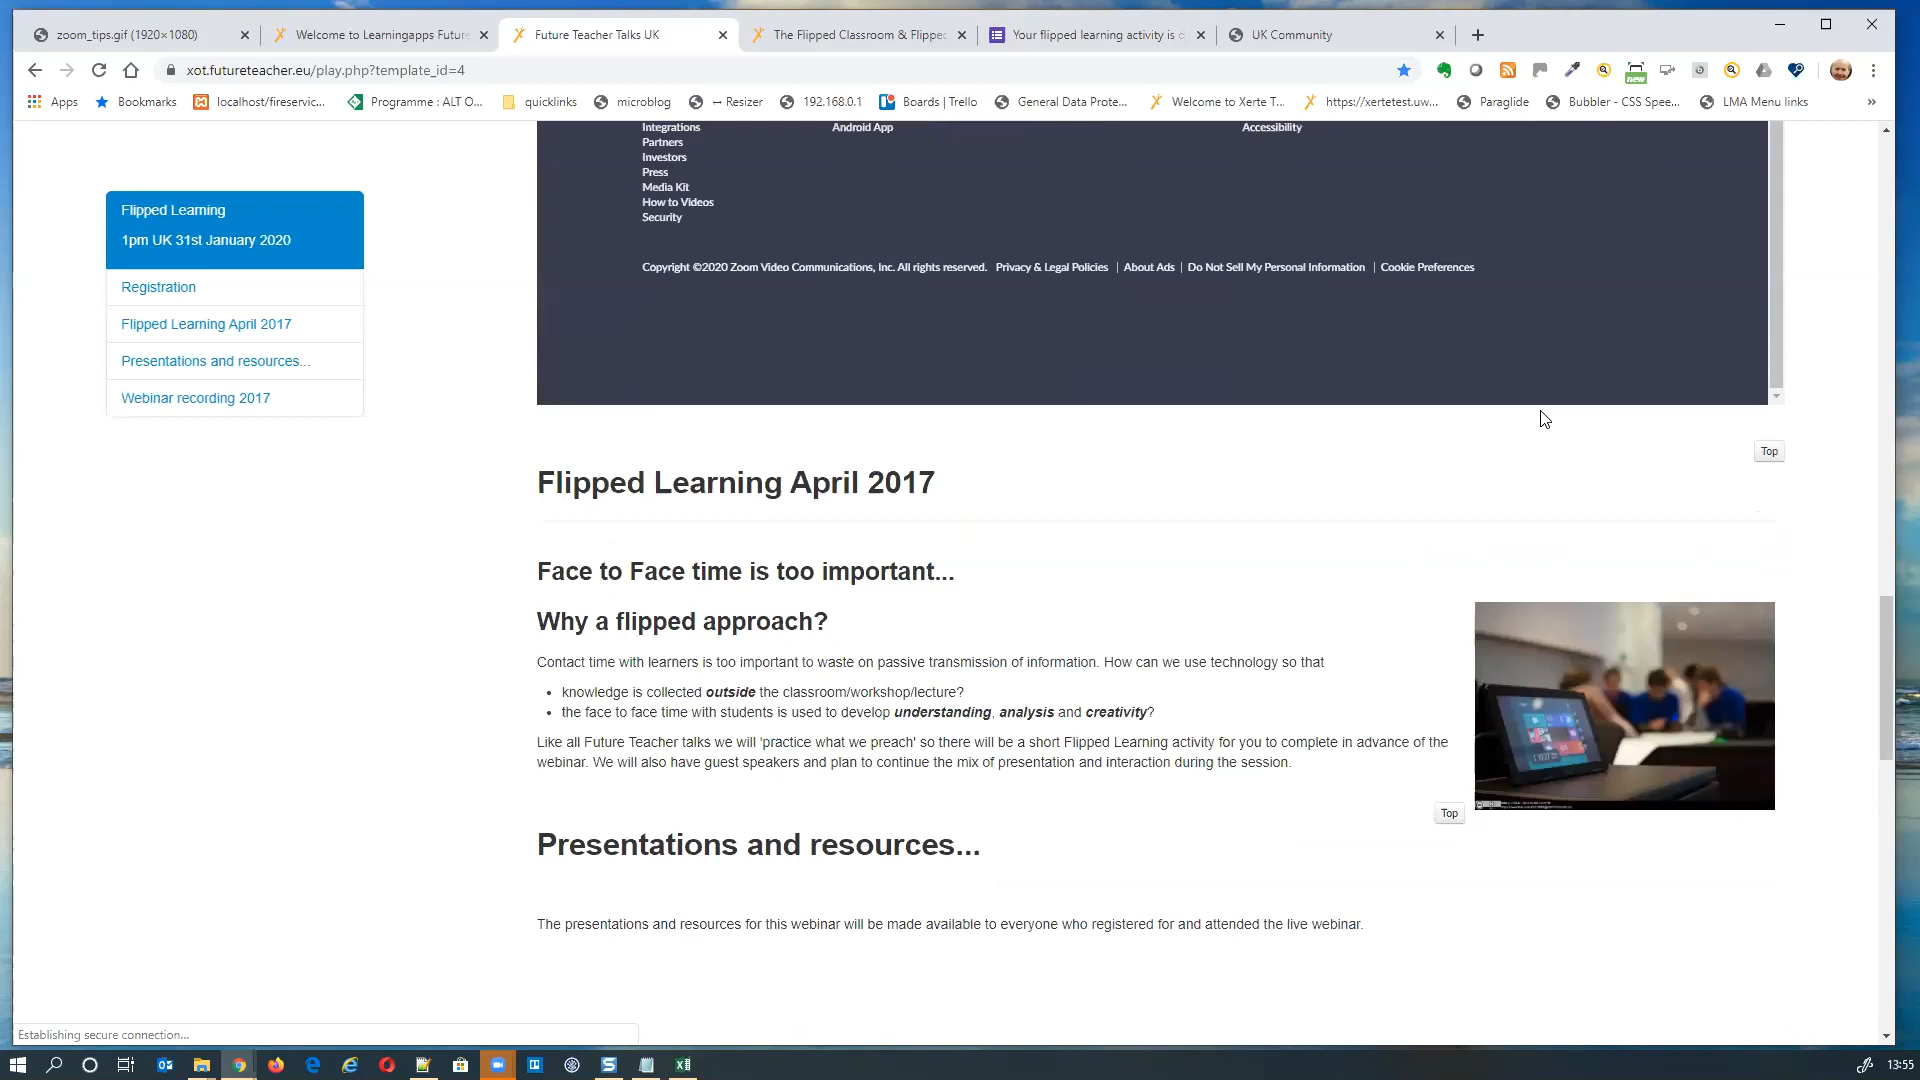 zoom_tips.gif (1920×1080)
Welcome to Learningapps Future
Future Teacher Talks UK
The Flipped Classroom & Flipped
Your flipped learning activity is
UK Community
xot.futureteacher.eu/play.php?template_id=4
new
Apps
Bookmarks
localhost/fireservic...
Programme : ALT O...
quicklinks
microblog
↔ Resizer
192.168.0.1
Boards | Trello
General Data Prote...
Welcome to Xerte T...
https://xertetest.uw...
Paraglide
Bubbler - CSS Spee...
LMA Menu links
»
Flipped Learning
1pm UK 31st January 2020
Registration
Flipped Learning April 2017
Presentations and resources...
Webinar recording 2017
Integrations
Android App
Accessibility
Partners
Investors
Press
Media Kit
How to Videos
Security
Copyright ©2020 Zoom Video Communications, Inc. All rights reserved. Privacy & Legal Policies | About Ads | Do Not Sell My Personal Information | Cookie Preferences
Top
Flipped Learning April 2017
Face to Face time is too important...
Why a flipped approach?
Contact time with learners is too important to waste on passive transmission of information. How can we use technology so that
• knowledge is collected outside the classroom/workshop/lecture?
• the face to face time with students is used to develop understanding, analysis and creativity?
Like all Future Teacher talks we will 'practice what we preach' so there will be a short Flipped Learning activity for you to complete in advance of the
webinar. We will also have guest speakers and plan to continue the mix of presentation and interaction during the session.
Top
Presentations and resources...
The presentations and resources for this webinar will be made available to everyone who registered for and attended the live webinar.
Establishing secure connection...
13:55